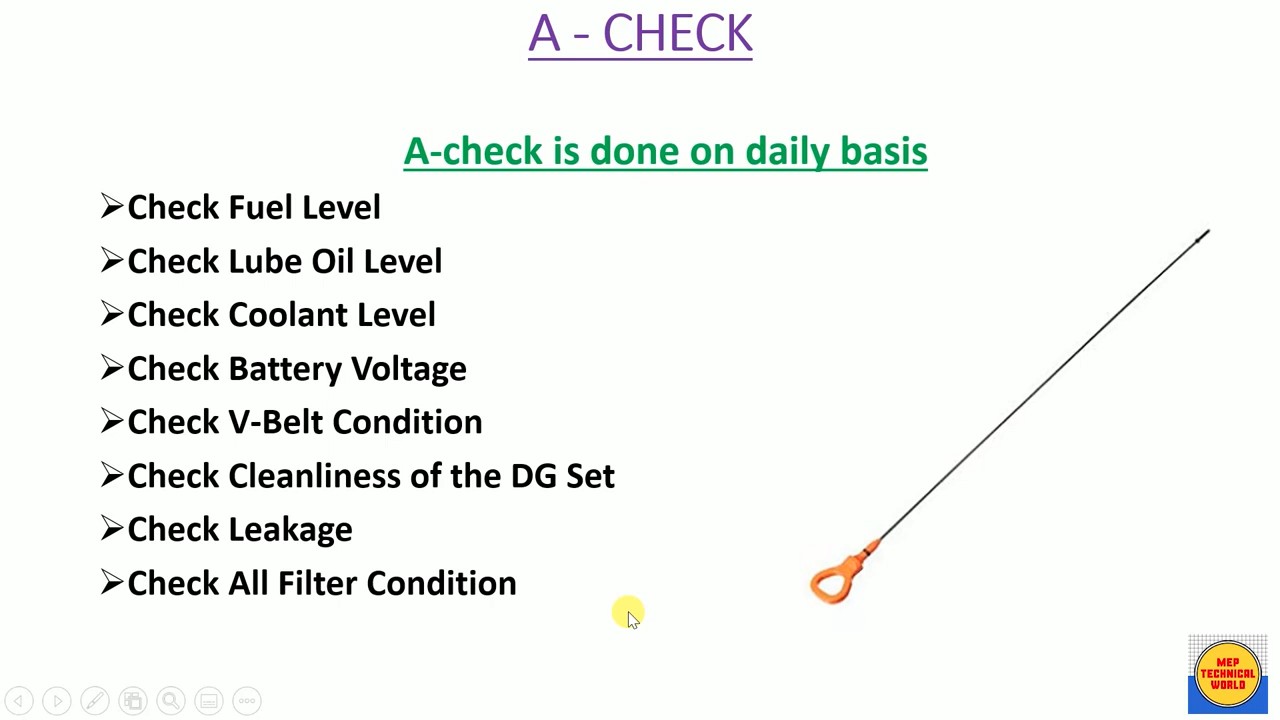 A - CHECK
A-check is done on daily basis
➢Check Fuel Level
➢Check Lube Oil Level
➢Check Coolant Level
➢Check Battery Voltage
➢Check V-Belt Condition
➢Check Cleanliness of the DG Set
➢Check Leakage
➢Check All Filter Condition
MEP
TECHNICAL
WORLD